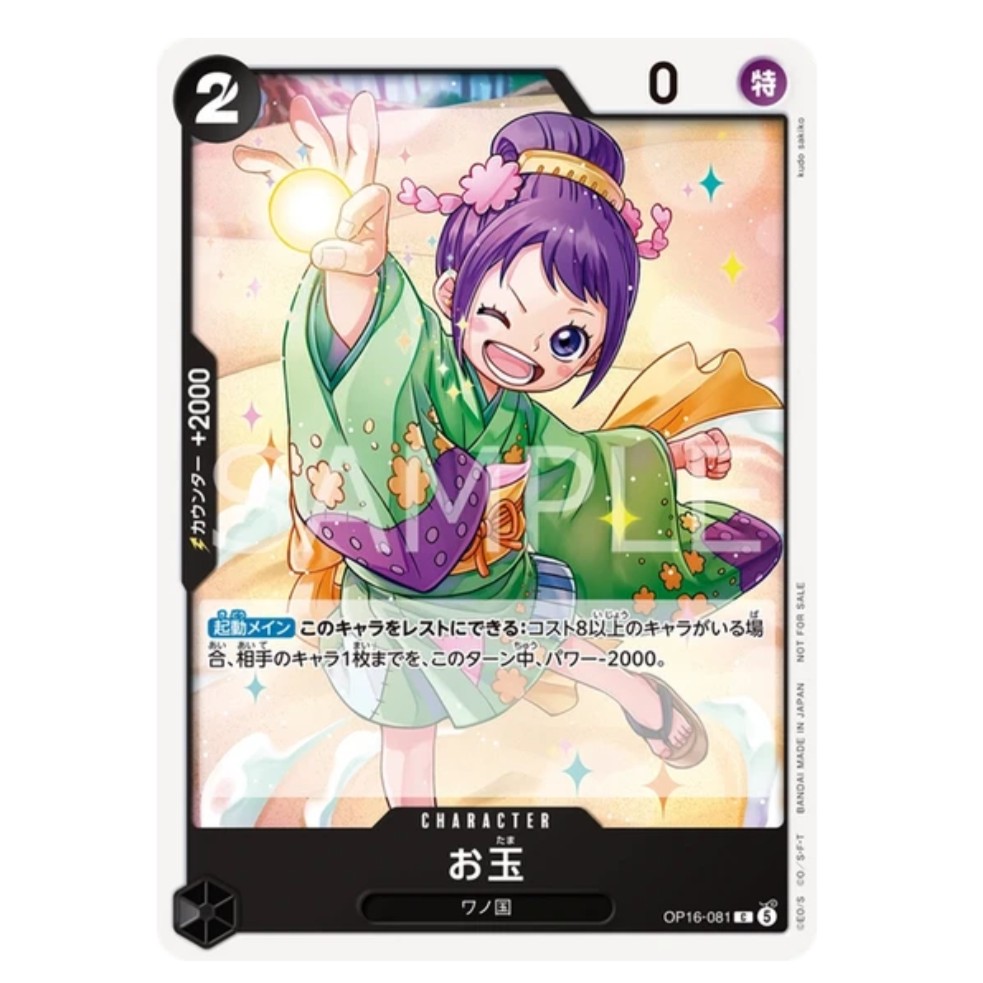 2
0
特
kudo sakiko
カウンター +2000
SAMPLE
起動メイン このキャラをレストにできる：コスト8以上のキャラがいる場
合、相手のキャラ1枚までを、このターン中、パワー-2000。
CHARACTER
たま
お玉
ワノ国
OP16-081 C 5
©EO/S ©O／S・F・T BANDAI MADE IN JAPAN NOT FOR SALE